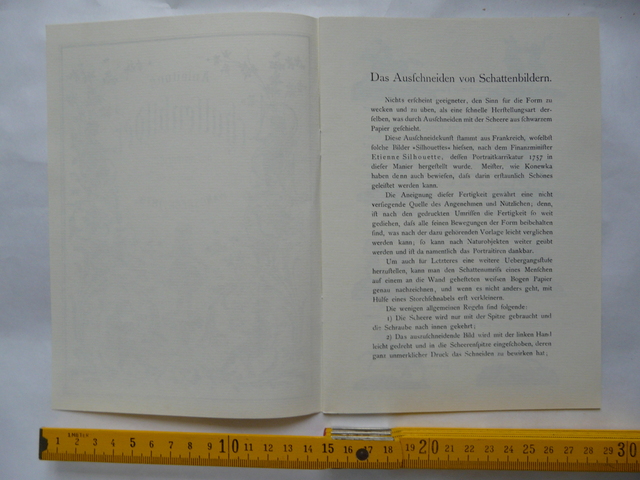 Das Ausſchneiden von Schattenbildern.
Nichts erſcheint geeigneter, den Sinn für die Form zu
wecken und zu üben, als eine ſchnelle Herſtellungsart der-
ſelben, was durch Ausſchneiden mit der Scheere aus ſchwarzem
Papier geſchieht.
Dieſe Ausſchneidekunſt ſtammt aus Frankreich, woſelbſt
ſolche Bilder »Silhouettes« hieſsen, nach dem Finanzminiſter
Etienne Silhouette, deſſen Portraitkarrikatur 1757 in
dieſer Manier hergeſtellt wurde. Meiſter, wie Konewka
haben denn auch bewieſen, daſs darin erſtaunlich Schönes
geleiſtet werden kann.
Die Aneignung dieſer Fertigkeit gewährt eine nicht
verſiegende Quelle des Angenehmen und Nützlichen; denn,
iſt nach den gedruckten Umriſſen die Fertigkeit ſo weit
gediehen, daſs alle feinen Bewegungen der Form beibehalten
ſind, was nach der dazu gehörenden Vorlage leicht verglichen
werden kann; ſo kann nach Naturobjekten weiter geübt
werden und iſt da namentlich das Portraitiren dankbar.
Um auch für Letzteres eine weitere Uebergangsſtufe
herzuſtellen, kann man den Schattenumriſs eines Menſchen
auf einem an die Wand gehefteten weiſsen Bogen Papier
genau nachzeichnen, und wenn es nicht anders geht, mit
Hülfe eines Storchſchnabels erſt verkleinern.
Die wenigen allgemeinen Regeln ſind folgende:
1) Die Scheere wird nur mit der Spitze gebraucht und
die Schraube nach innen gekehrt;
2) Das auszuſchneidende Bild wird mit der linken Hand
leicht gedreht und in die Scheerenſpitze eingeſchoben, deren
ganz unmerklicher Druck das Schneiden zu bewirken hat;
1 2 3 4 5 6 7 8 9 10 11 12 13 14 15 16 17 18 19 20 21 22 23 24 25 26 27 28 29 30